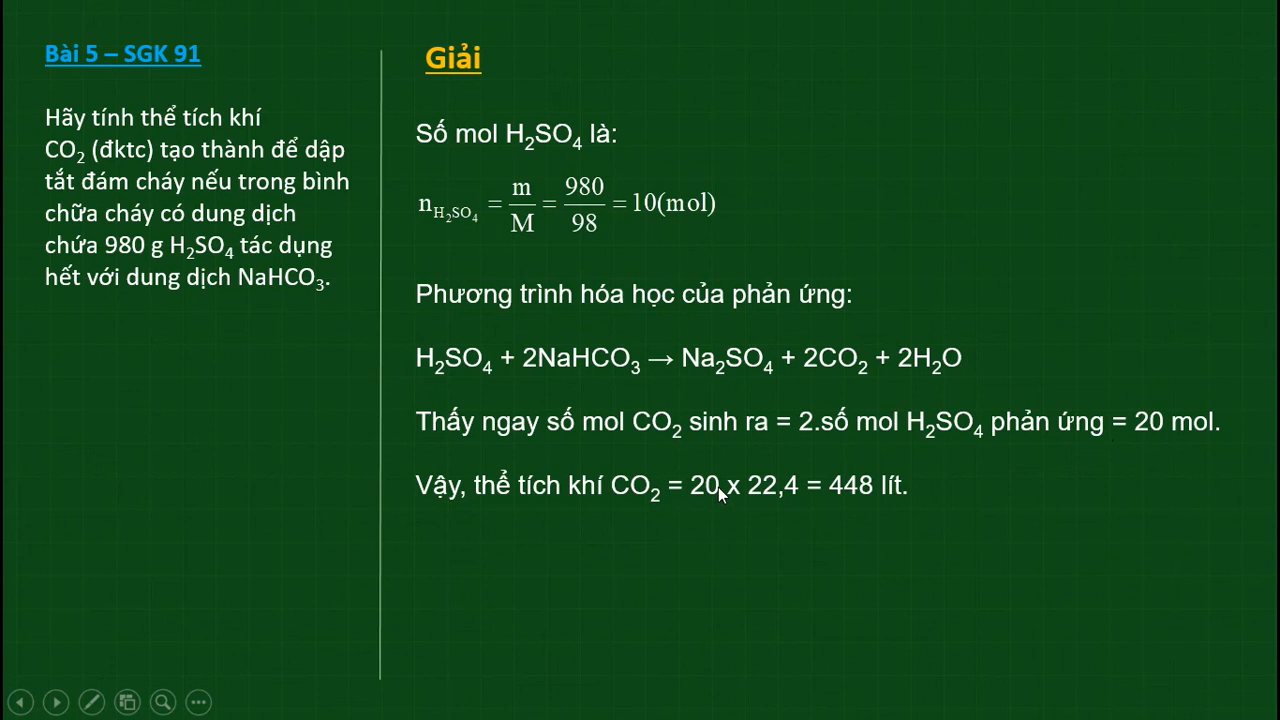 Bài 5 – SGK 91
Hãy tính thể tích khí
CO₂ (đktc) tạo thành để dập
tắt đám cháy nếu trong bình
chữa cháy có dung dịch
chứa 980 g H₂SO₄ tác dụng
hết với dung dịch NaHCO₃.
Giải
Số mol H₂SO₄ là:
n_{H₂SO₄} = m/M = 980/98 = 10(mol)
Phương trình hóa học của phản ứng:
H₂SO₄ + 2NaHCO₃ → Na₂SO₄ + 2CO₂ + 2H₂O
Thấy ngay số mol CO₂ sinh ra = 2.số mol H₂SO₄ phản ứng = 20 mol.
Vậy, thể tích khí CO₂ = 20 x 22,4 = 448 lít.